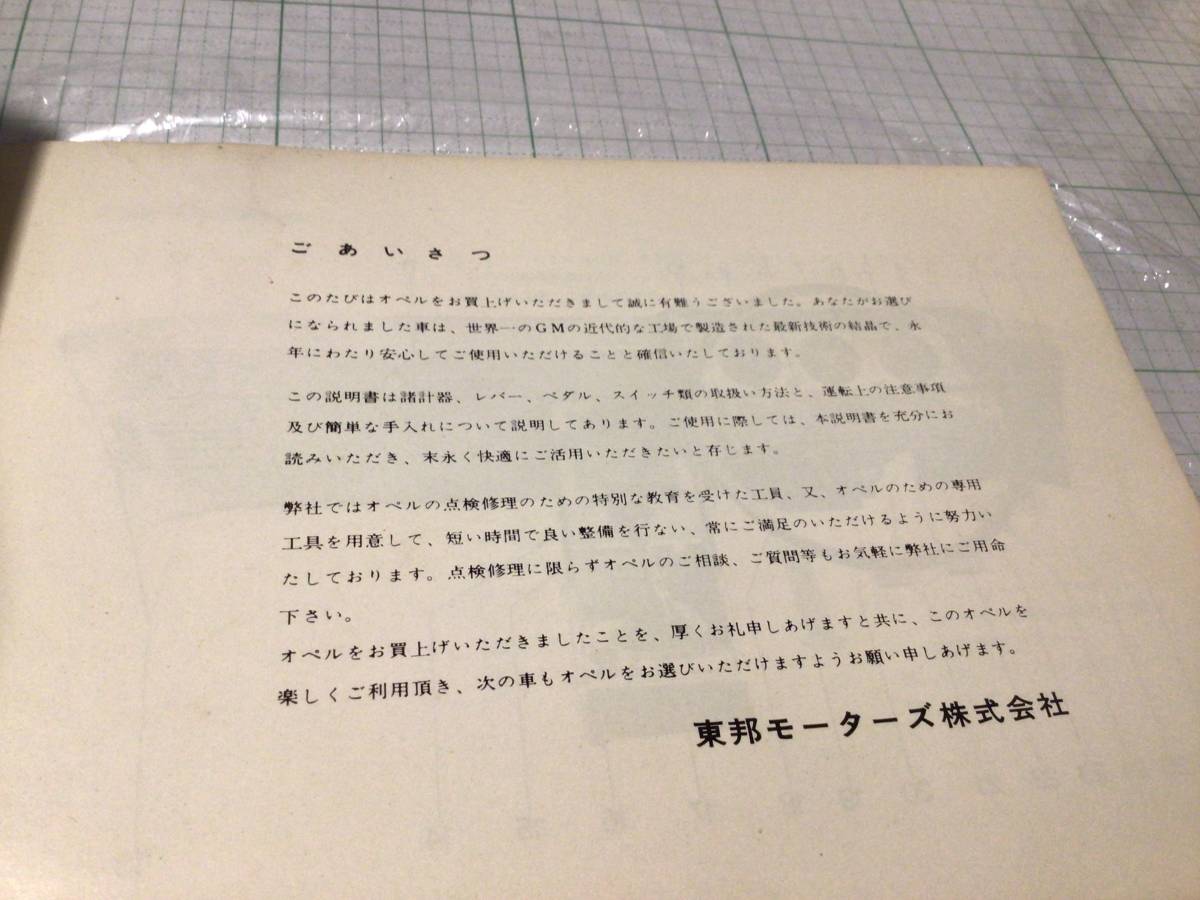 ごあいさつ
このたびはオペルをお買上げいただきまして誠に有難うございました。あなたがお選び
になられました車は、世界一のGMの近代的な工場で製造された最新技術の結晶で、永
年にわたり安心してご使用いただけることと確信いたしております。
この説明書は諸計器、レバー、ペダル、スイッチ類の取扱い方法と、運転上の注意事項
及び簡単な手入れについて説明してあります。ご使用に際しては、本説明書を充分にお
読みいただき、末永く快適にご活用いただきたいと存じます。
弊社ではオペルの点検修理のための特別な教育を受けた工員、又、オペルのための専用
工具を用意して、短い時間で良い整備を行ない、常にご満足のいただけるように努力い
たしております。点検修理に限らずオペルのご相談、ご質問等もお気軽に弊社にご用命
下さい。
オペルをお買上げいただきましたことを、厚くお礼申しあげますと共に、このオペルを
楽しくご利用頂き、次の車もオペルをお選びいただけますようお願い申しあげます。
東邦モーターズ株式会社